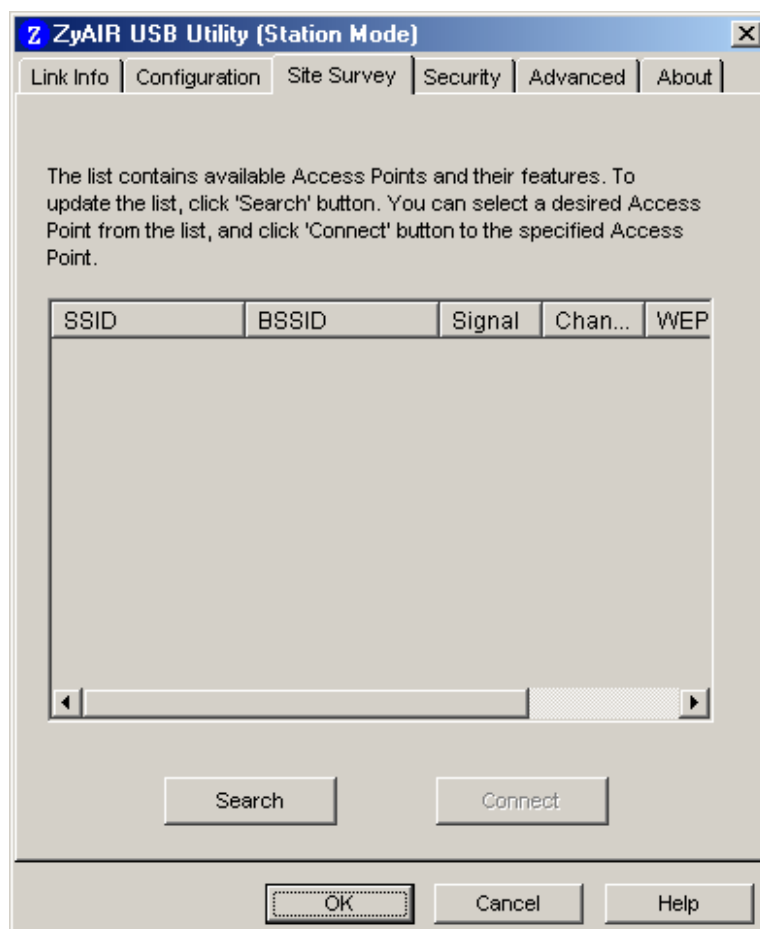 Z ZyAIR USB Utility (Station Mode)
Link Info Configuration Site Survey Security Advanced About
The list contains available Access Points and their features. To
update the list, click 'Search' button. You can select a desired Access
Point from the list, and click 'Connect' button to the specified Access
Point.
SSID BSSID Signal Chan... WEP
Search Connect
OK Cancel Help